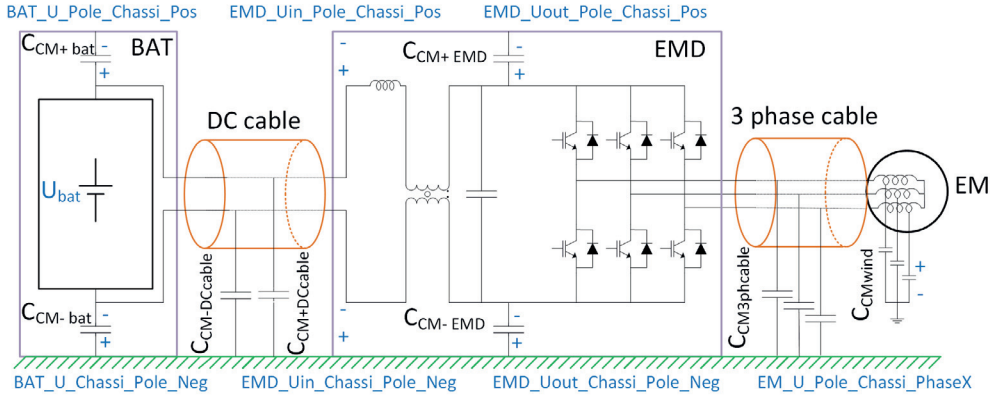 BAT_U_Pole_Chassi_Pos
EMD_Uin_Pole_Chassi_Pos
EMD_Uout_Pole_Chassi_Pos
CCM+ bat
-
+
BAT
-
+
CCM+ EMD
-
+
EMD
DC cable
3 phase cable
Ubat
EM
CCM- bat
-
+
CCM-DCcable
CCM+DCcable
-
+
CCM- EMD
-
+
CCM3phcable
CCMwind
+
-
BAT_U_Chassi_Pole_Neg
EMD_Uin_Chassi_Pole_Neg
EMD_Uout_Chassi_Pole_Neg
EM_U_Pole_Chassi_PhaseX